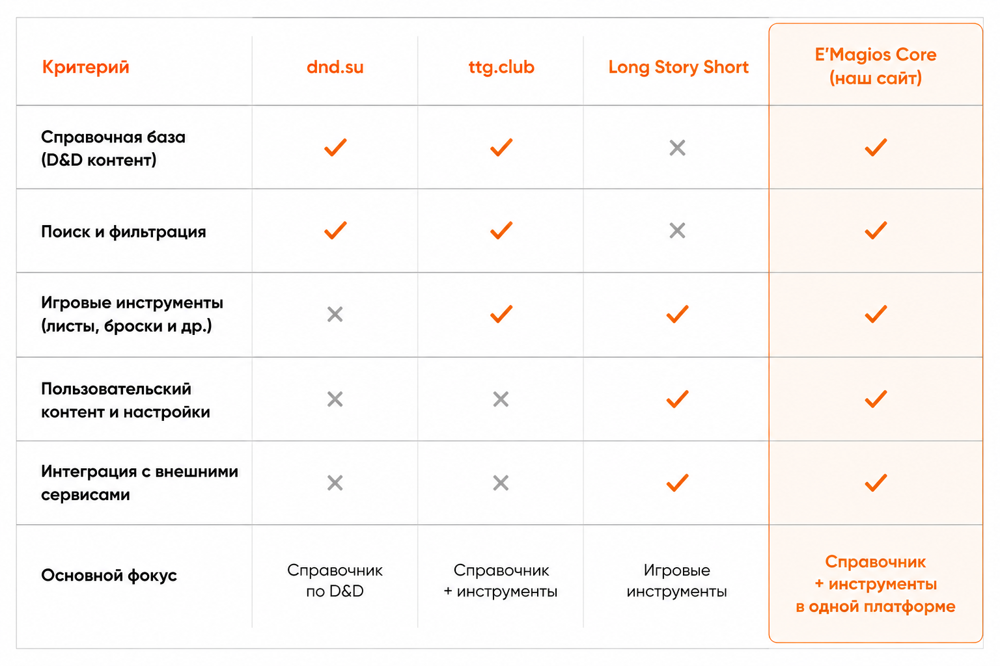 Критерий
dnd.su
ttg.club
Long Story Short
E’Magios Core
(наш сайт)
Справочная база
(D&D контент)
Поиск и фильтрация
Игровые инструменты
(листы, броски и др.)
Пользовательский
контент и настройки
Интеграция с внешними
сервисами
Основной фокус
Справочник
по D&D
Справочник
+ инструменты
Игровые
инструменты
Справочник
+ инструменты
в одной платформе